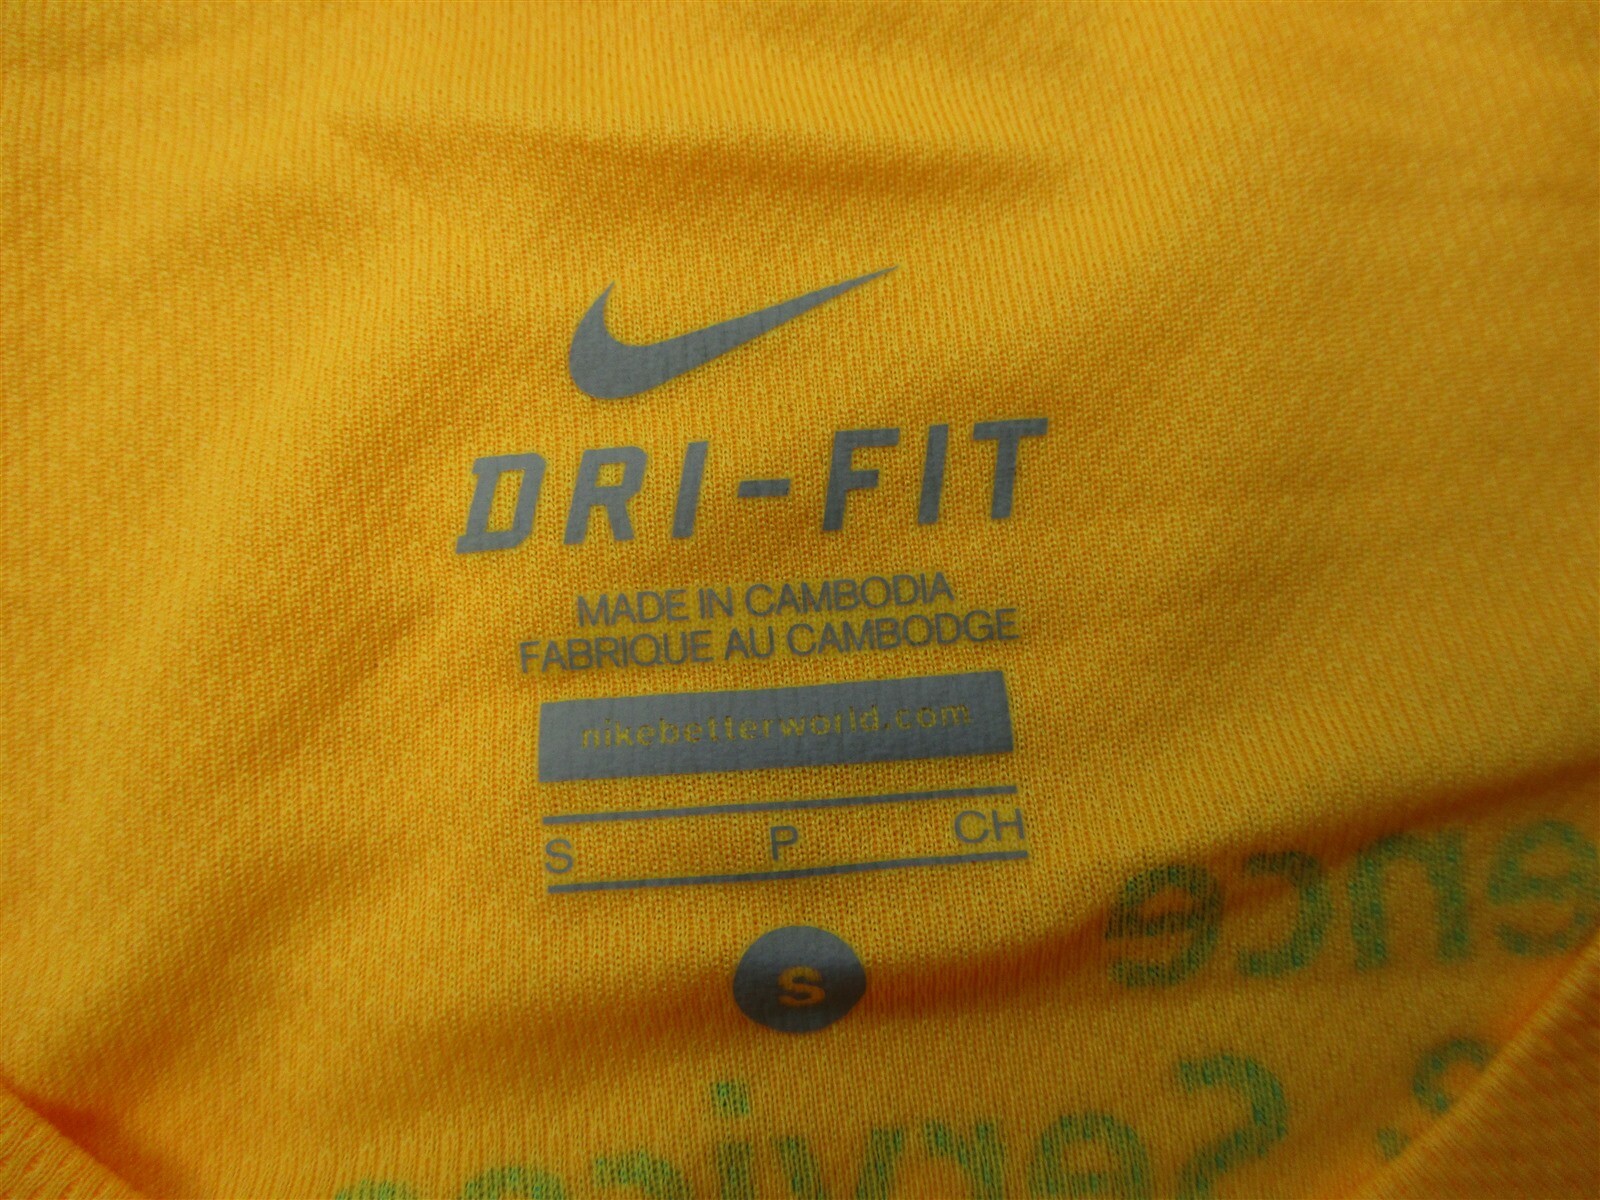 DRI-FIT
MADE IN CAMBODIA
FABRIQUE AU CAMBODGE
nikebetterworld.com
S P CH
S